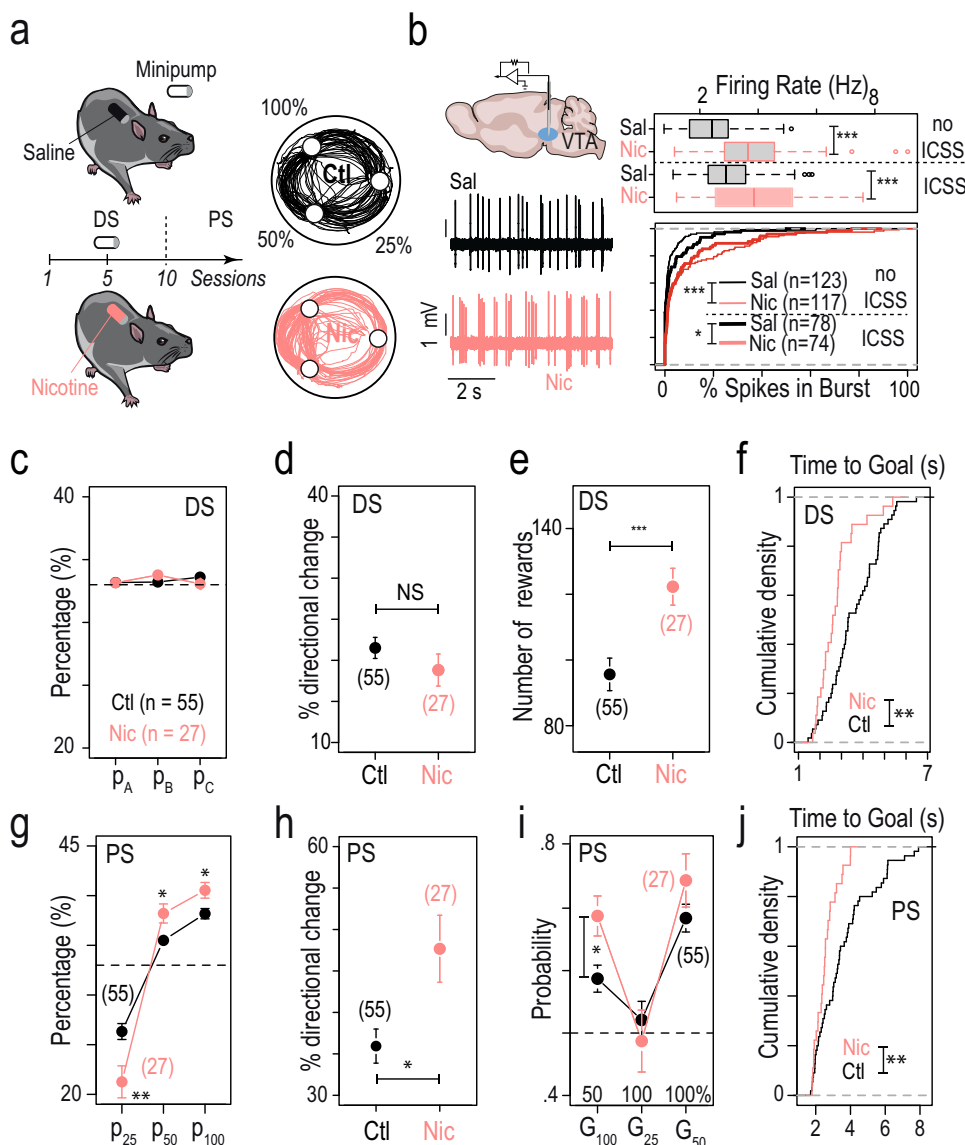 a
Minipump
Saline
DS
PS
1
5
10
Sessions
Nicotine
100%
Ctl
50%
25%
Nic
b
VTA
Sal
1 mV
2 s
Nic
Firing Rate (Hz)
2
8
Sal
Nic
***
no
ICSS
Sal
Nic
***
ICSS
***
Sal (n=123)
Nic (n=117)
no
ICSS
*
Sal (n=78)
Nic (n=74)
ICSS
0
% Spikes in Burst
100
c
40
DS
Percentage (%)
Ctl (n = 55)
Nic (n = 27)
20
pA
pB
pC
d
40
DS
% directional change
NS
(55)
(27)
10
Ctl
Nic
e
DS
140
***
Number of rewards
(27)
(55)
80
Ctl
Nic
f
Time to Goal (s)
1
DS
Cumulative density
Nic
Ctl
**
0
1
7
g
45
PS
*
*
Percentage (%)
(55)
(27)
20
**
p25
p50
p100
h
60
PS
% directional change
(27)
(55)
*
30
Ctl
Nic
i
.8
PS
(27)
Probability
*
(55)
50
100
100%
.4
G100
G25
G50
j
Time to Goal (s)
1
PS
Cumulative density
Nic
Ctl
**
0
2
4
6
8